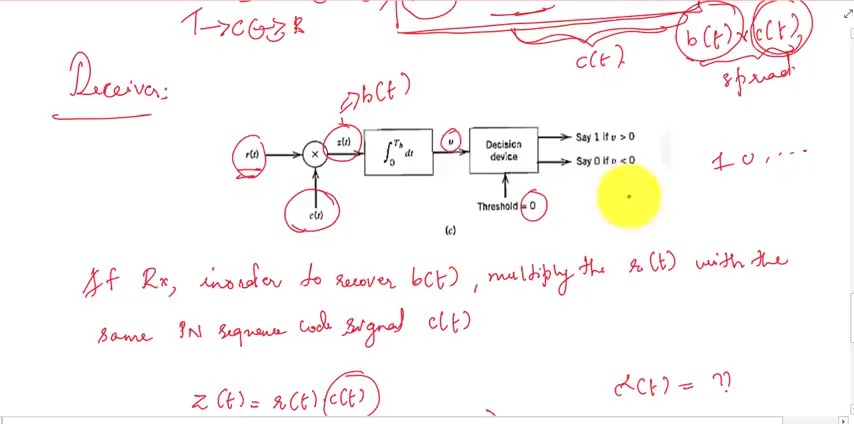 b(t) × c(t),
c(t)
spread
Receiver:
→ b(t)
r(t) × z(t) ∫₀^{T_b} dt v Decision device Say 1 if v > 0
Say 0 if v < 0
1 0, ...
c(t) Threshold = 0
(c)
At Rx, inorder to recover b(t), multiply the r(t) with the
same PN sequence code signal c(t)
z(t) = r(t) · c(t)
r(t) = ??